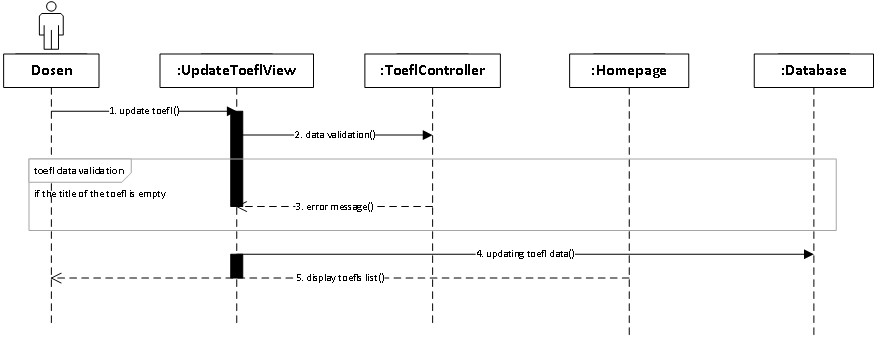 Dosen
:UpdateToeflView
:ToeflController
:Homepage
:Database
1. update toefl()
2. data validation()
toefl data validation
if the title of the toefl is empty
3. error message()
4. updating toefl data()
5. display toefls list()